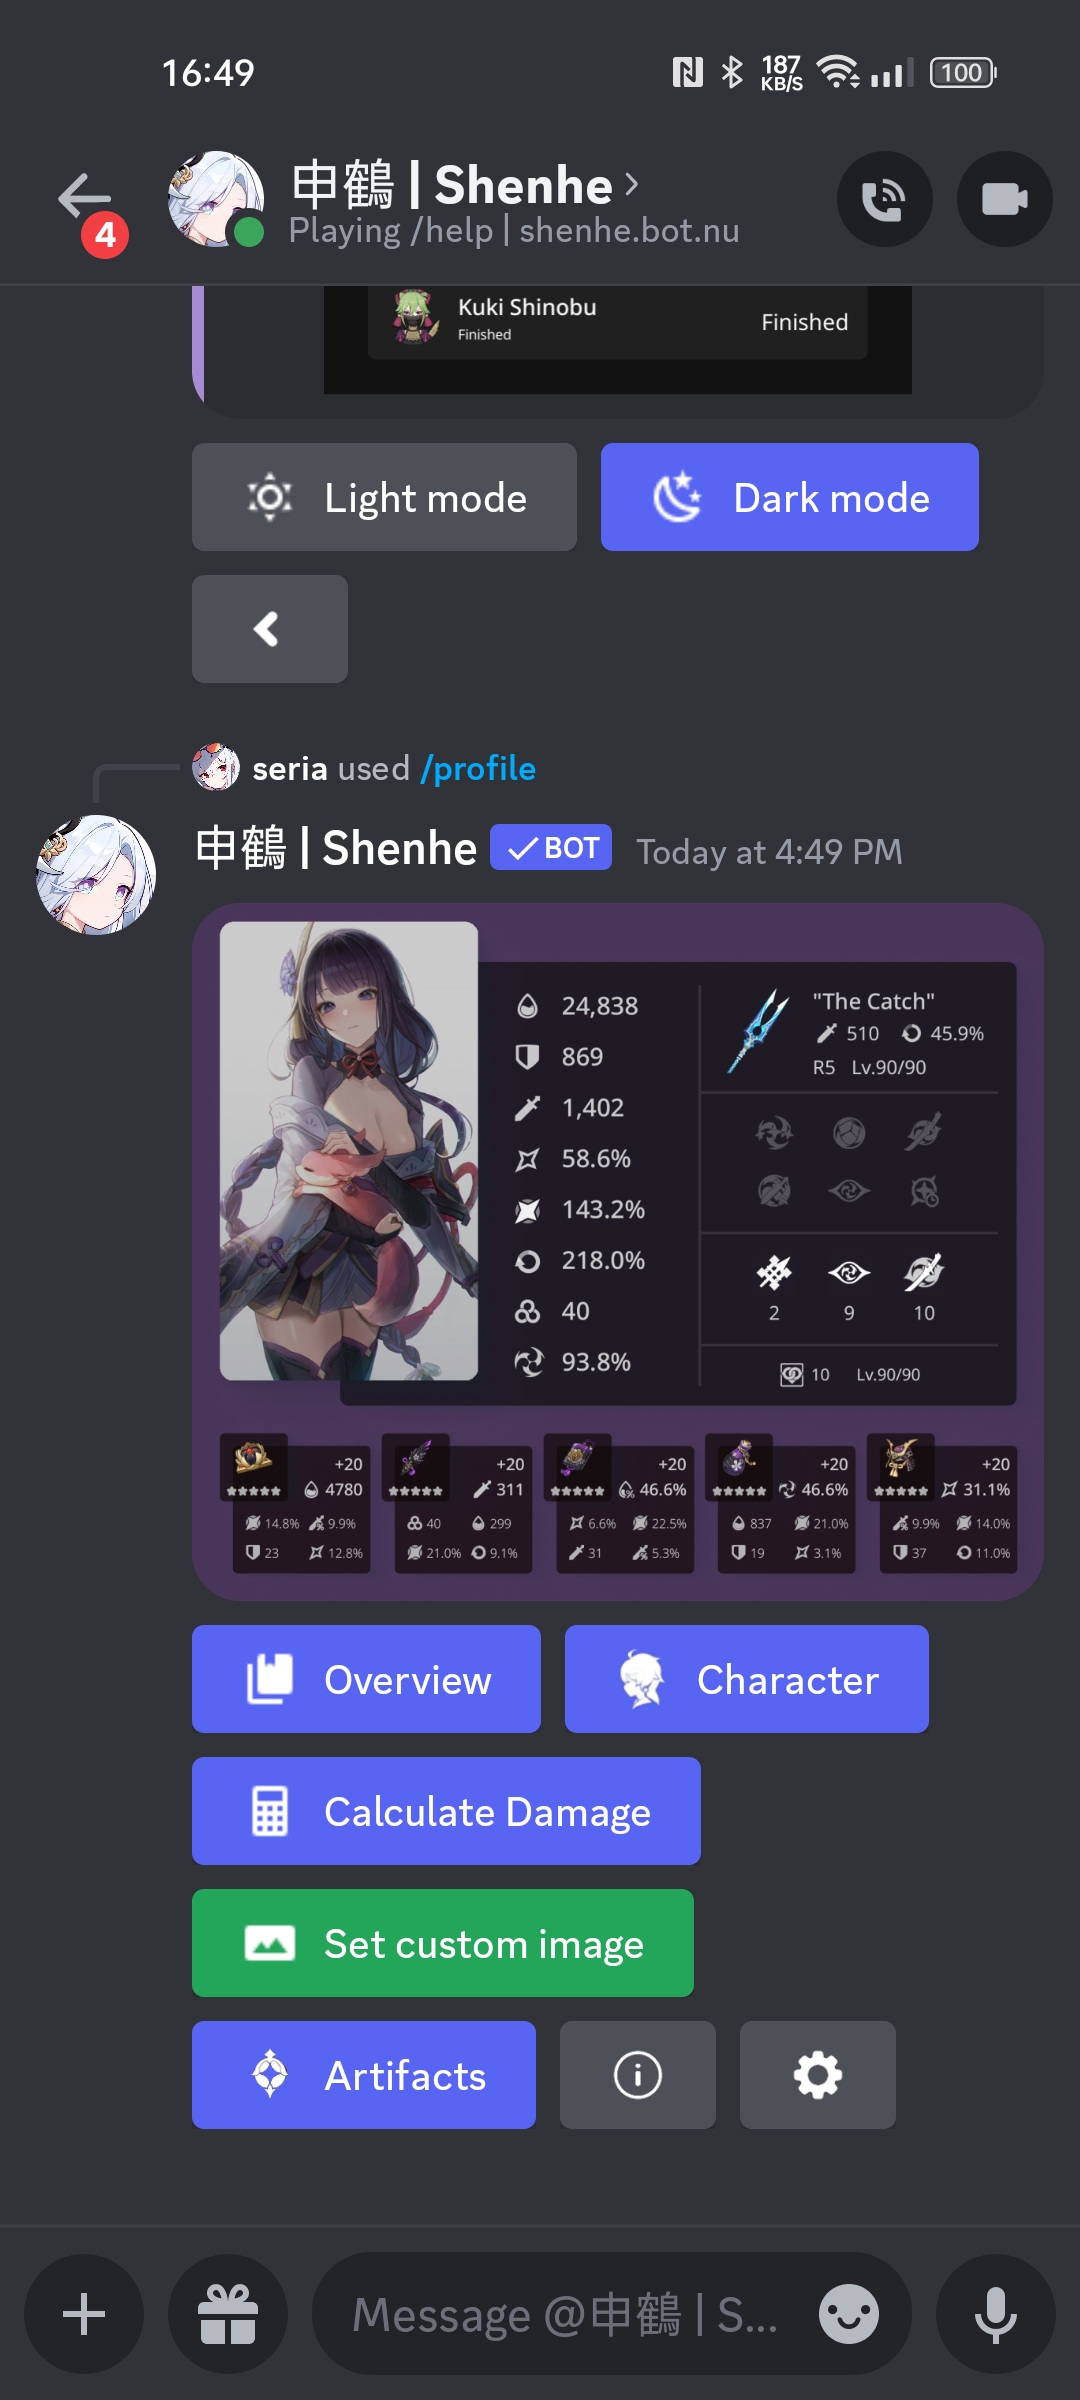 16:49
187
KB/S
100
4
申鶴 | Shenhe
Playing /help | shenhe.bot.nu
Kuki Shinobu
Finished
Finished
Light mode
Dark mode
seria used /profile
申鶴 | Shenhe BOT Today at 4:49 PM
24,838
869
1,402
58.6%
143.2%
218.0%
40
93.8%
"The Catch"
510 45.9%
R5 Lv.90/90
2 9 10
10 Lv.90/90
+20
4780
14.8% 9.9%
23 12.8%
+20
311
40 299
21.0% 9.1%
+20
46.6%
6.6% 22.5%
31 5.3%
+20
46.6%
837 21.0%
19 3.1%
+20
31.1%
9.9% 14.0%
37 11.0%
Overview
Character
Calculate Damage
Set custom image
Artifacts
Message @申鶴 | S...